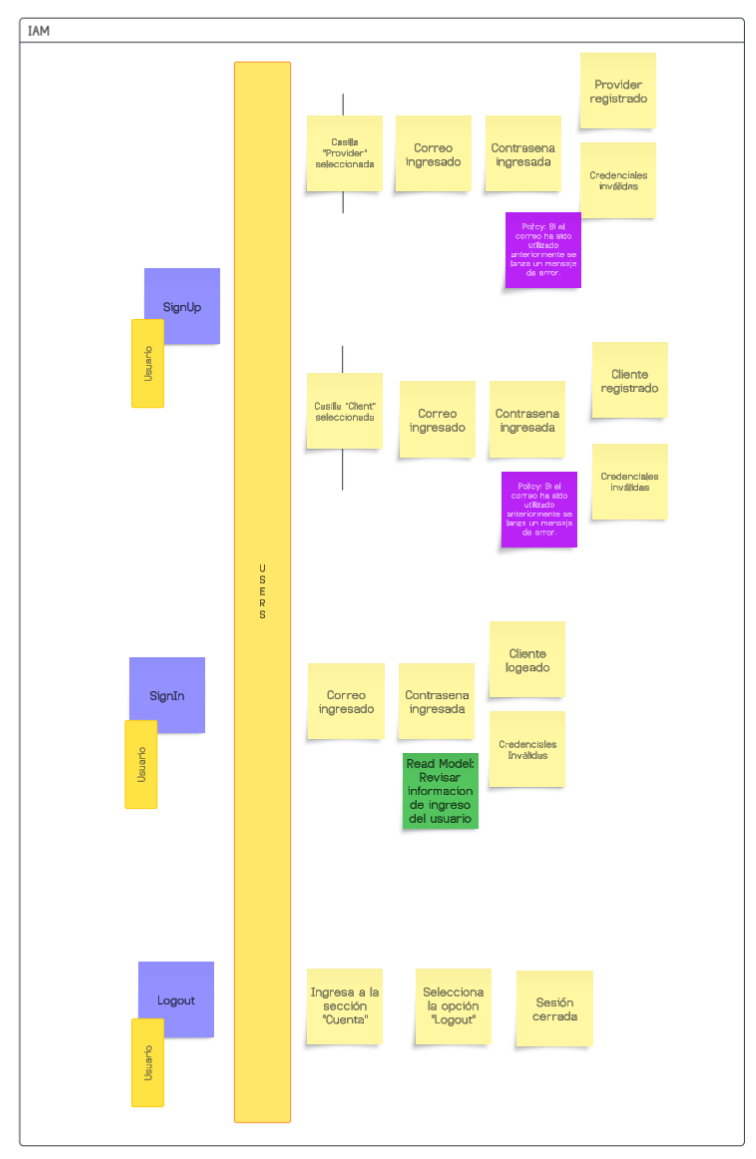 IAM
Provider
registrado
Casilla
"Provider"
seleccionada
Correo
ingresado
Contrasena
ingresada
Credenciales
inválidas
Policy: Si el
correo ha sido
utilizado
anteriormente se
lanza un mensaje
de error.
SignUp
Usuario
Cliente
registrado
Casilla "Client"
seleccionada
Correo
ingresado
Contrasena
ingresada
Credenciales
inválidas
Policy: Si el
correo ha sido
utilizado
anteriormente se
lanza un mensaje
de error.
U
S
E
R
S
Cliente
logeado
SignIn
Usuario
Correo
ingresado
Contrasena
ingresada
Credenciales
Inválidas
Read Model:
Revisar
informacion
de ingreso
del usuario
Logout
Usuario
Ingresa a la
sección
"Cuenta"
Selecciona
la opción
"Logout"
Sesión
cerrada